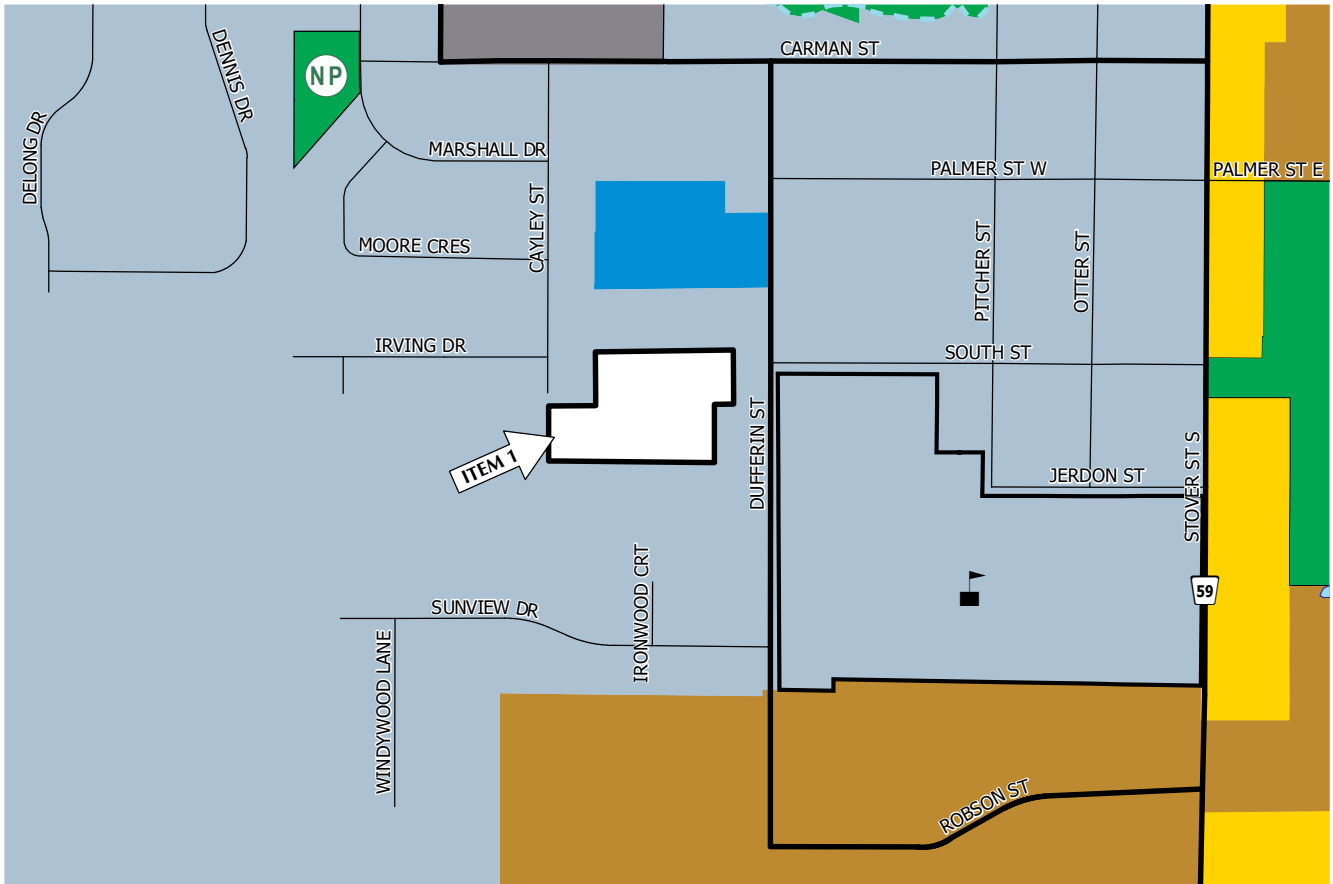 CARMAN ST
DENNIS DR
NP
DELONG DR
MARSHALL DR
PALMER ST W
PALMER ST E
CAYLEY ST
MOORE CRES
PITCHER ST
OTTER ST
IRVING DR
SOUTH ST
DUFFERIN ST
STOVER ST S
ITEM 1
JERDON ST
IRONWOOD CRT
59
SUNVIEW DR
WINDYWOOD LANE
ROBSON ST